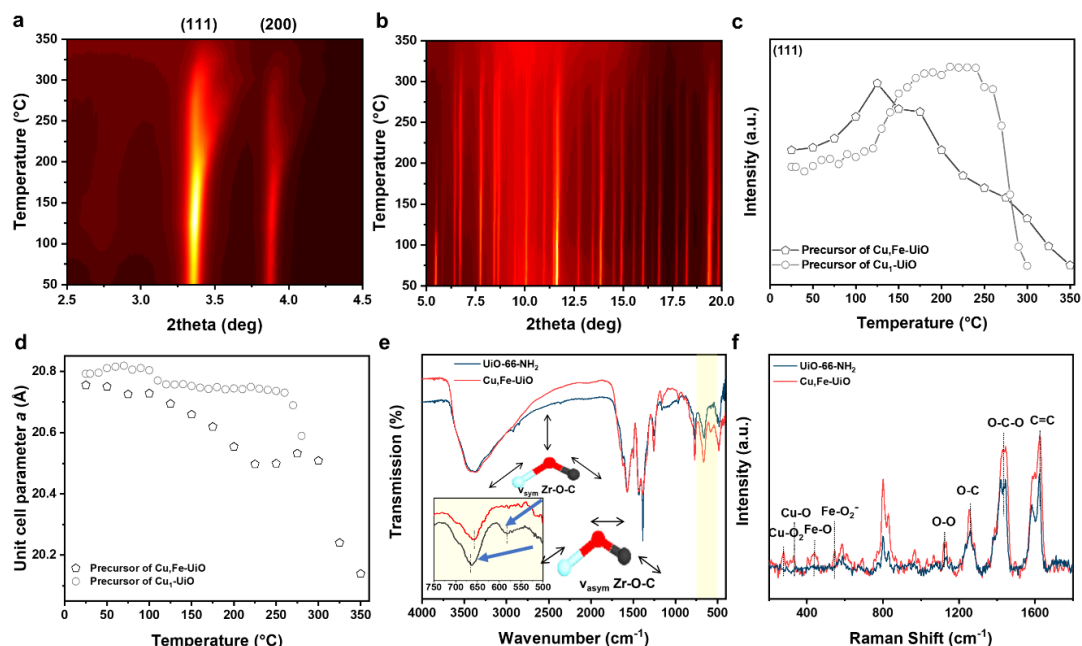 a
(111)
(200)
350
300
250
200
150
100
50
Temperature (°C)
2.5 3.0 3.5 4.0 4.5
2theta (deg)
b
350
300
250
200
150
100
50
Temperature (°C)
5.0 7.5 10.0 12.5 15.0 17.5 20.0
2theta (deg)
c
(111)
Intensity (a.u.)
Precursor of Cu,Fe-UiO
Precursor of Cu₁-UiO
0 50 100 150 200 250 300 350
Temperature (°C)
d
20.8
20.6
20.4
20.2
Unit cell parameter a (Å)
Precursor of Cu,Fe-UiO
Precursor of Cu₁-UiO
0 50 100 150 200 250 300 350
Temperature (°C)
e
UiO-66-NH₂
Cu,Fe-UiO
Transmission (%)
νsym Zr-O-C
νasym Zr-O-C
750 700 650 600 550 500
4000 3500 3000 2500 2000 1500 1000 500
Wavenumber (cm⁻¹)
f
UiO-66-NH₂
Cu,Fe-UiO
Intensity (a.u.)
Cu-O₂⁻
Cu-O
Fe-O
Fe-O₂⁻
O-O
O-C
O-C-O
C=C
400 800 1200 1600
Raman Shift (cm⁻¹)